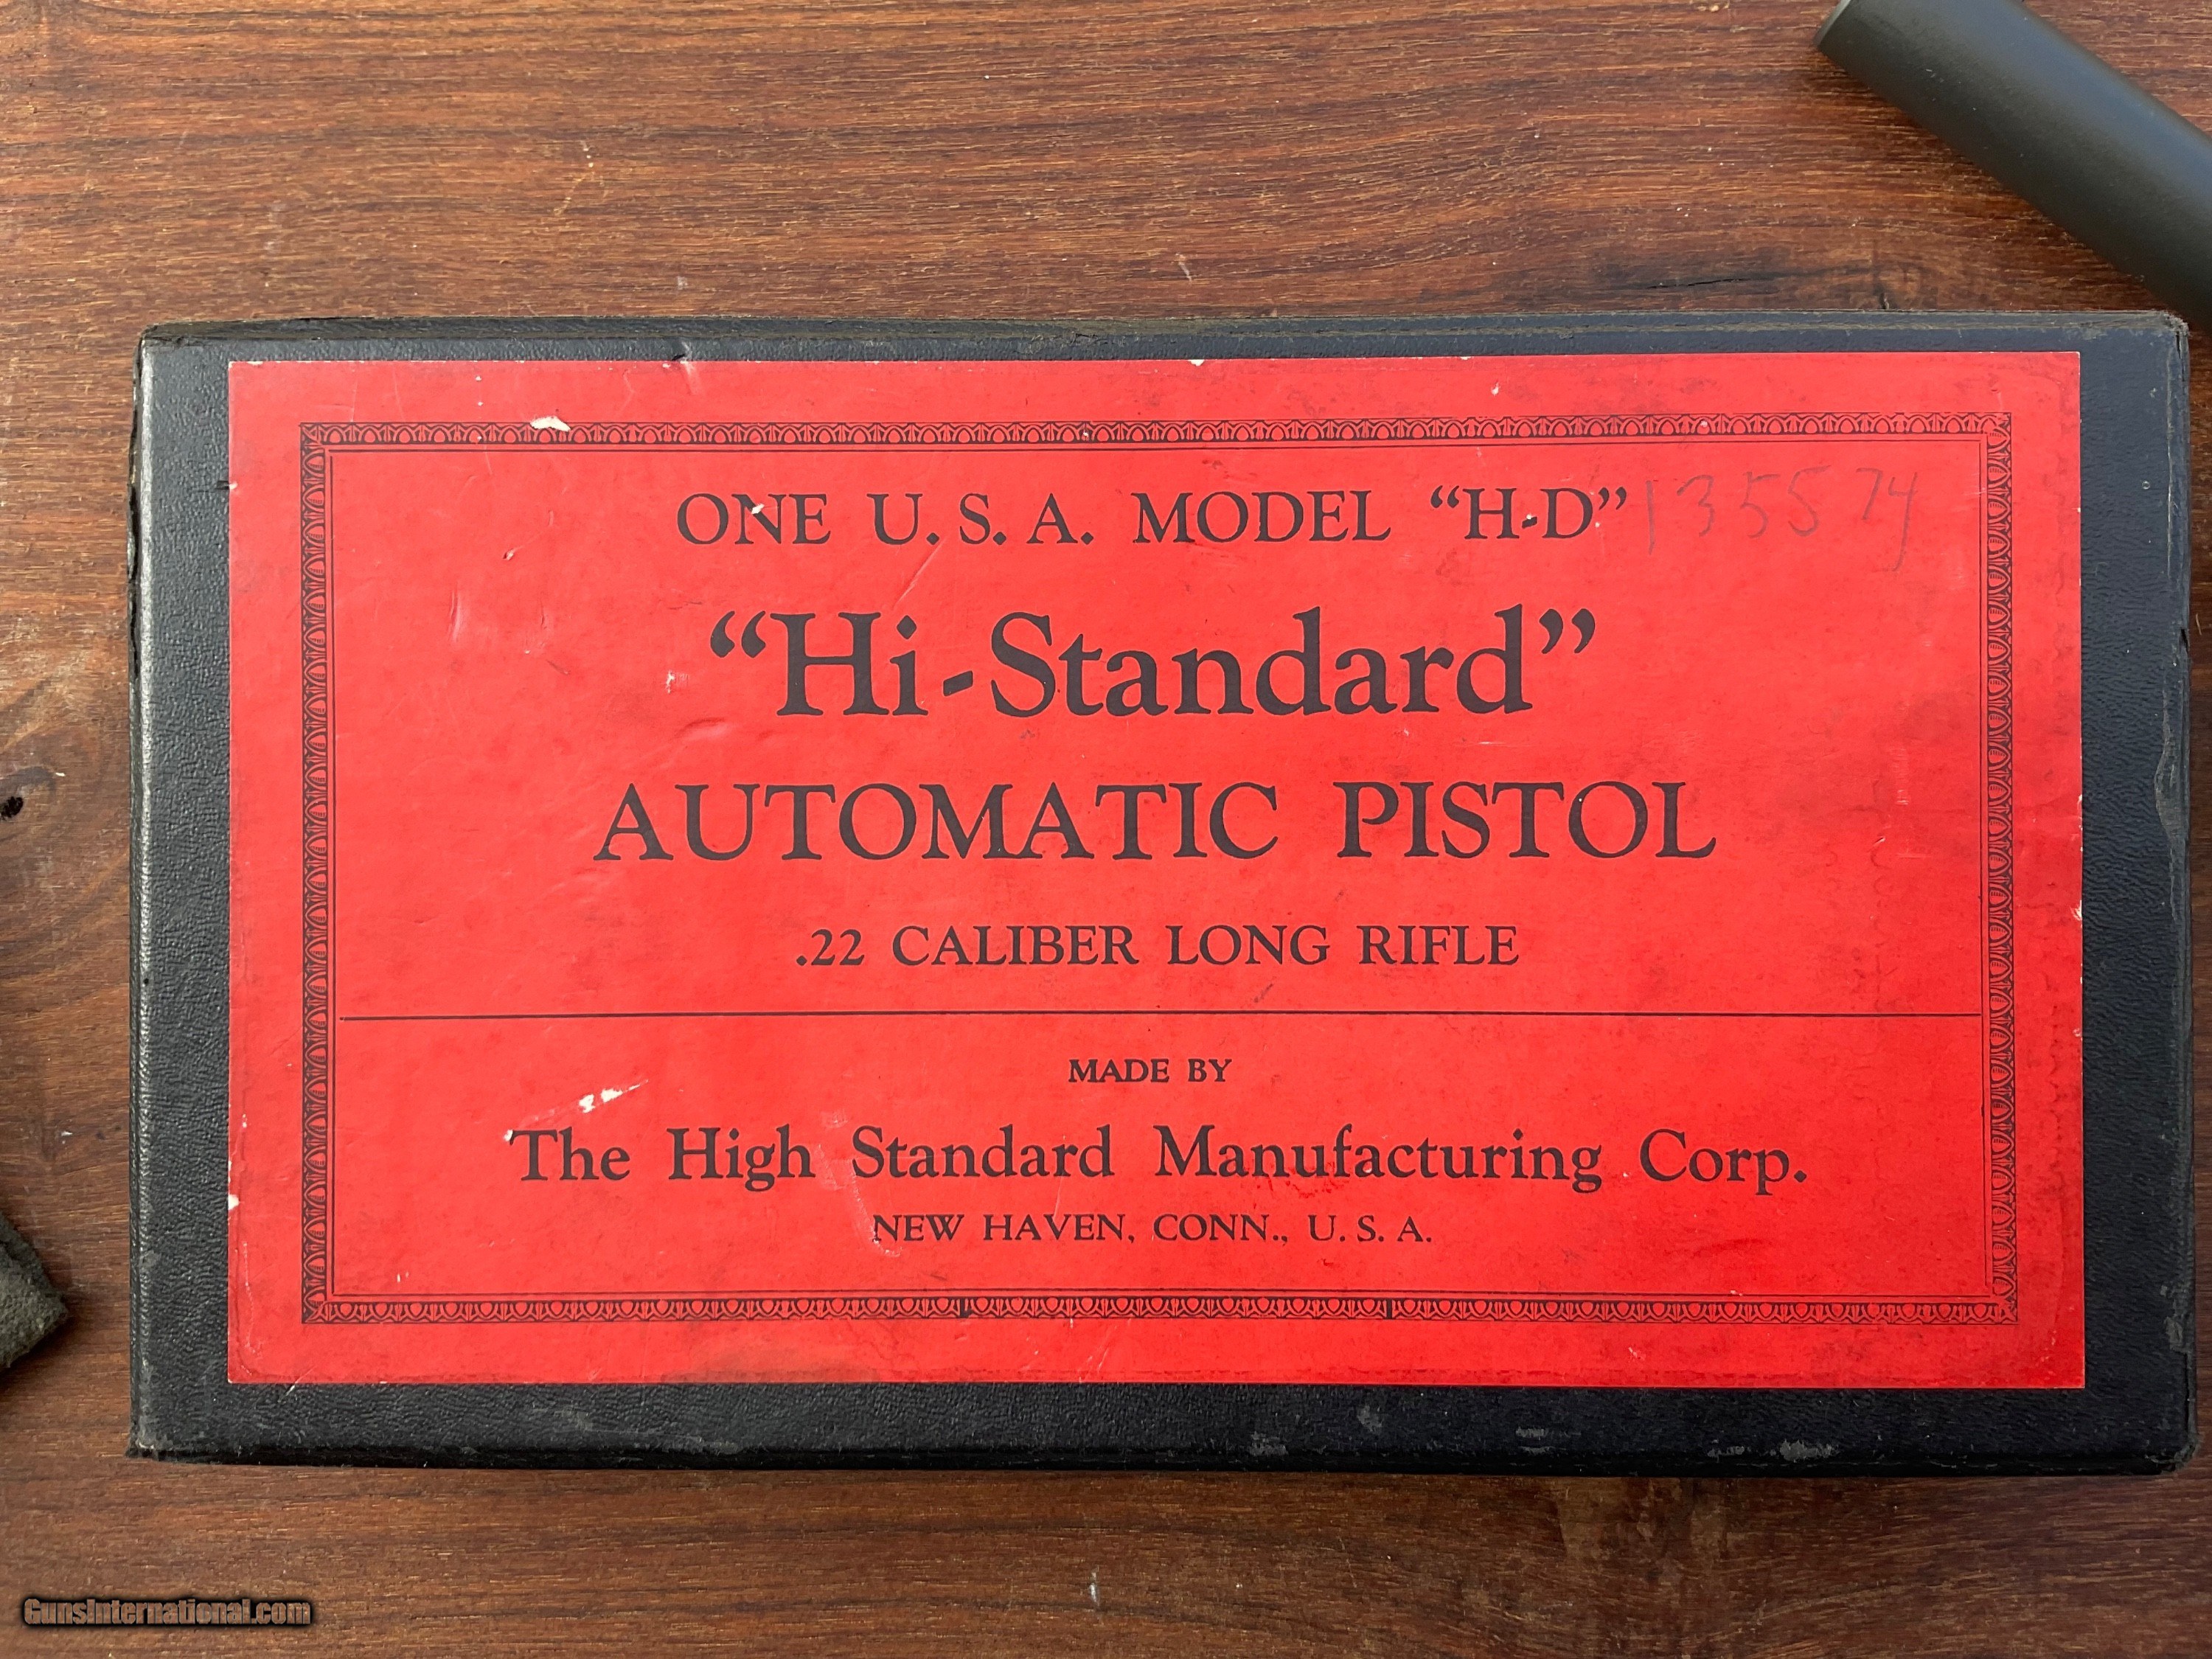 ONE U. S. A. MODEL "H-D" 135574
"Hi-Standard"
AUTOMATIC PISTOL
.22 CALIBER LONG RIFLE
MADE BY
The High Standard Manufacturing Corp.
NEW HAVEN, CONN., U. S. A.
GunsInternational.com